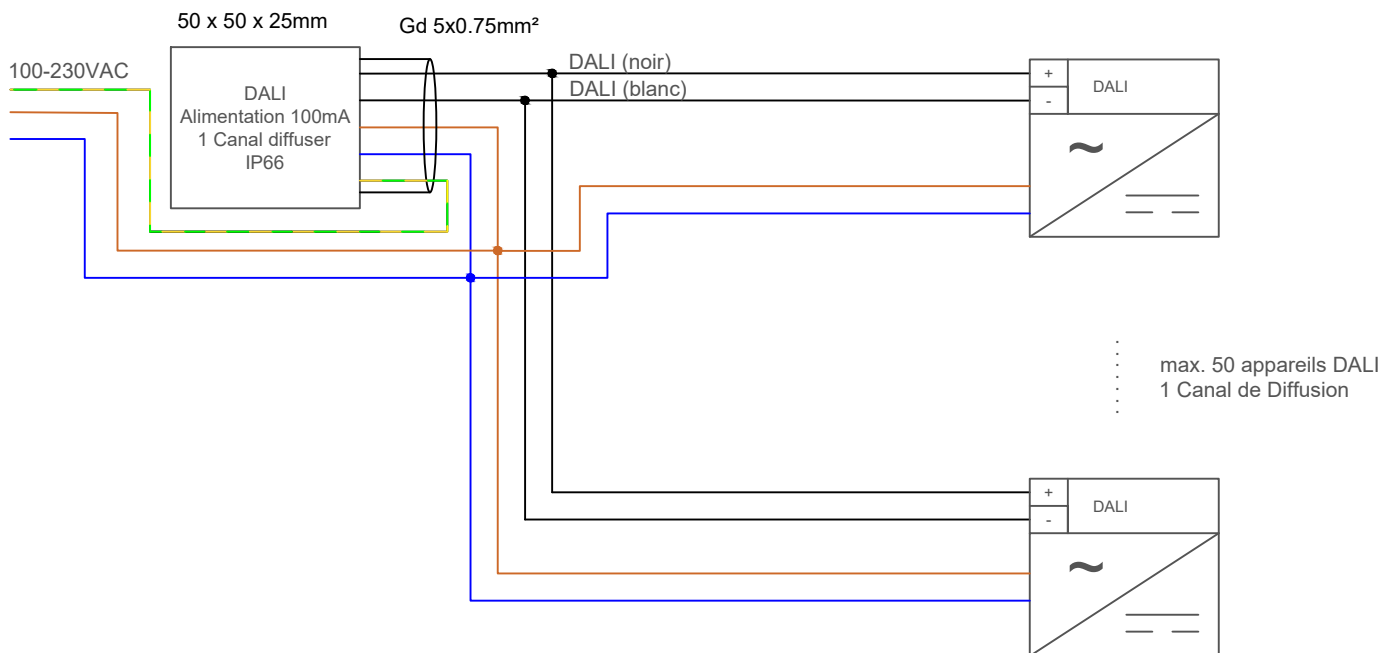 50 x 50 x 25mm
Gd 5x0.75mm²
100-230VAC
DALI
Alimentation 100mA
1 Canal diffuser
IP66
DALI (noir)
DALI (blanc)
+
DALI
-
~
max. 50 appareils DALI
1 Canal de Diffusion
+
DALI
-
~